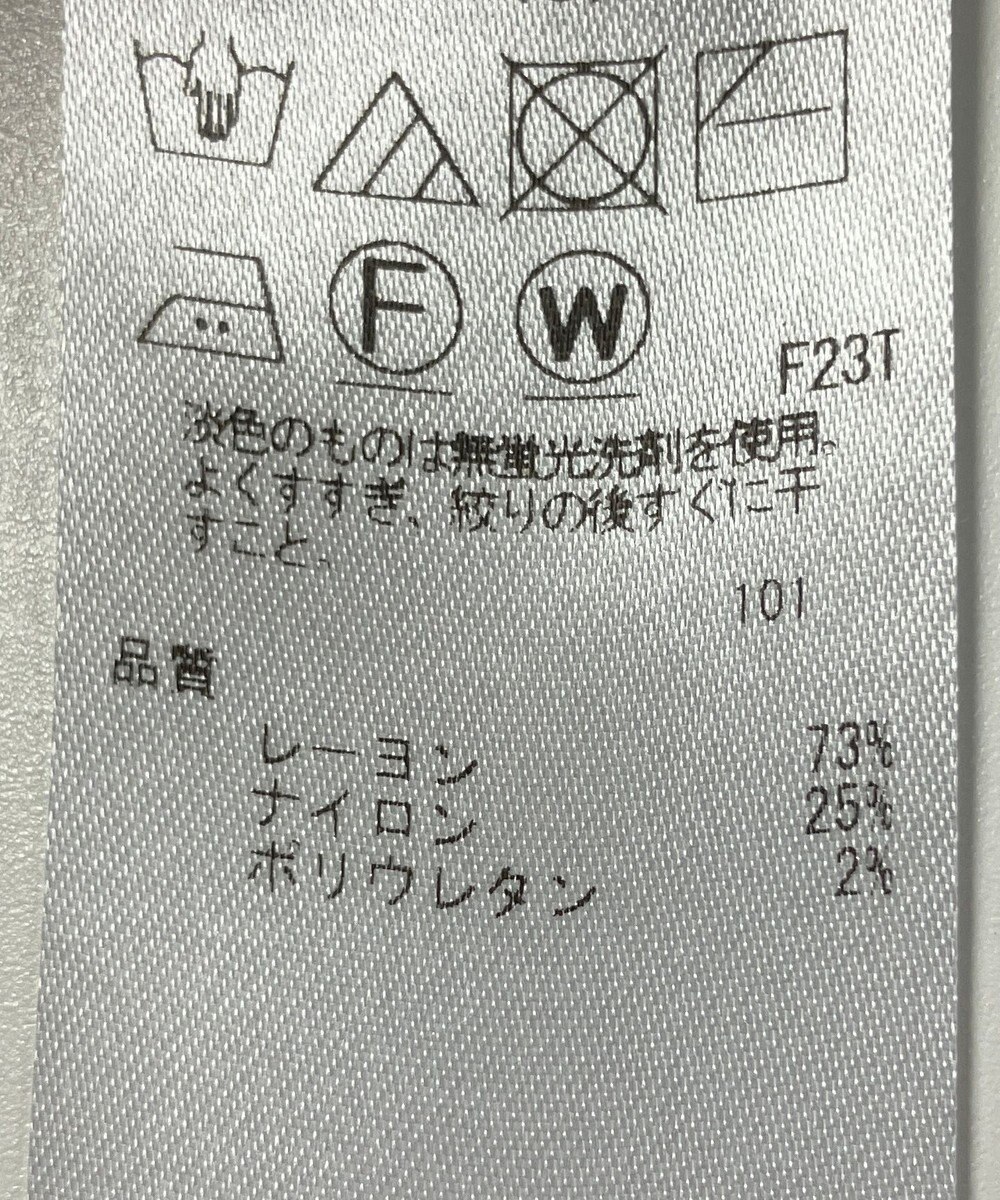 F
W
F23T
淡色のものは無蛍光洗剤を使用。
よくすすぎ、絞りの後すぐに干
すこと。
101
品質
レーヨン 73%
ナイロン 25%
ポリウレタン 2%